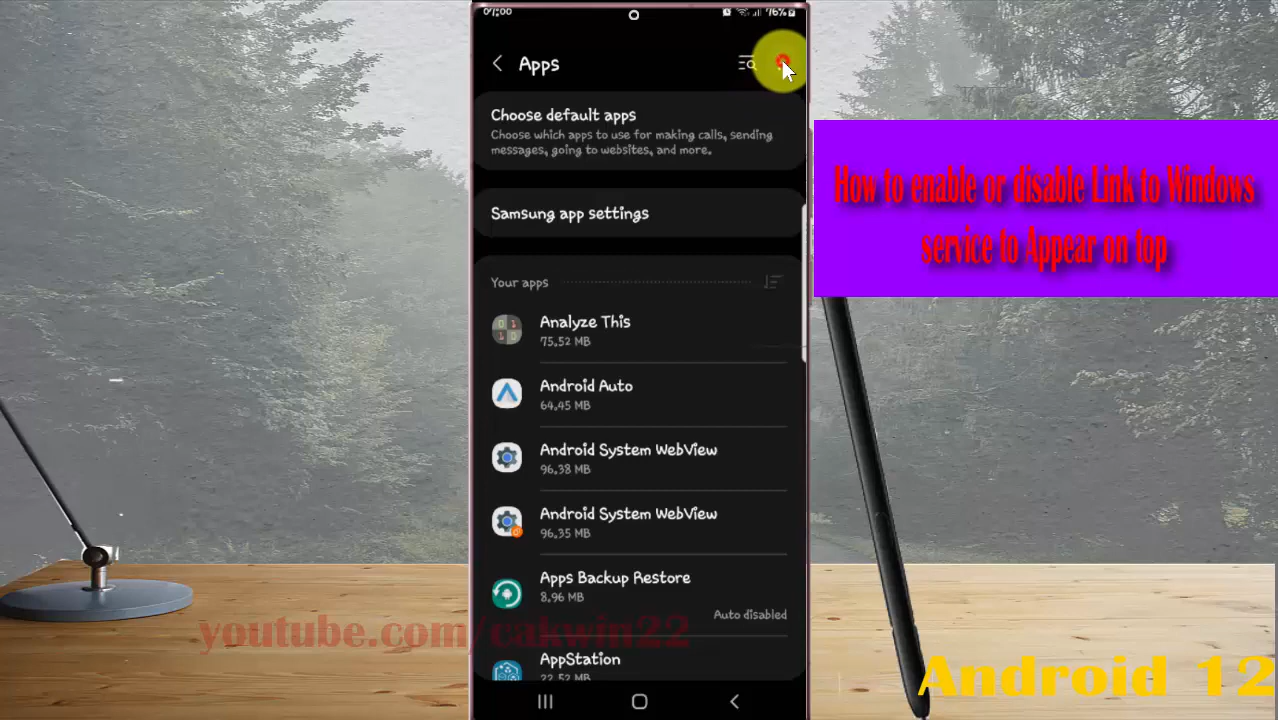 07:00
76%
Apps
Choose default apps
Choose which apps to use for making calls, sending
messages, going to websites, and more.
Samsung app settings
Your apps
Analyze This
75.52 MB
Android Auto
64.45 MB
Android System WebView
96.38 MB
Android System WebView
96.35 MB
Apps Backup Restore
8.96 MB
Auto disabled
AppStation
22.52 MB
How to enable or disable Link to Windows
service to Appear on top
youtube.com/cakwin22
Android 12